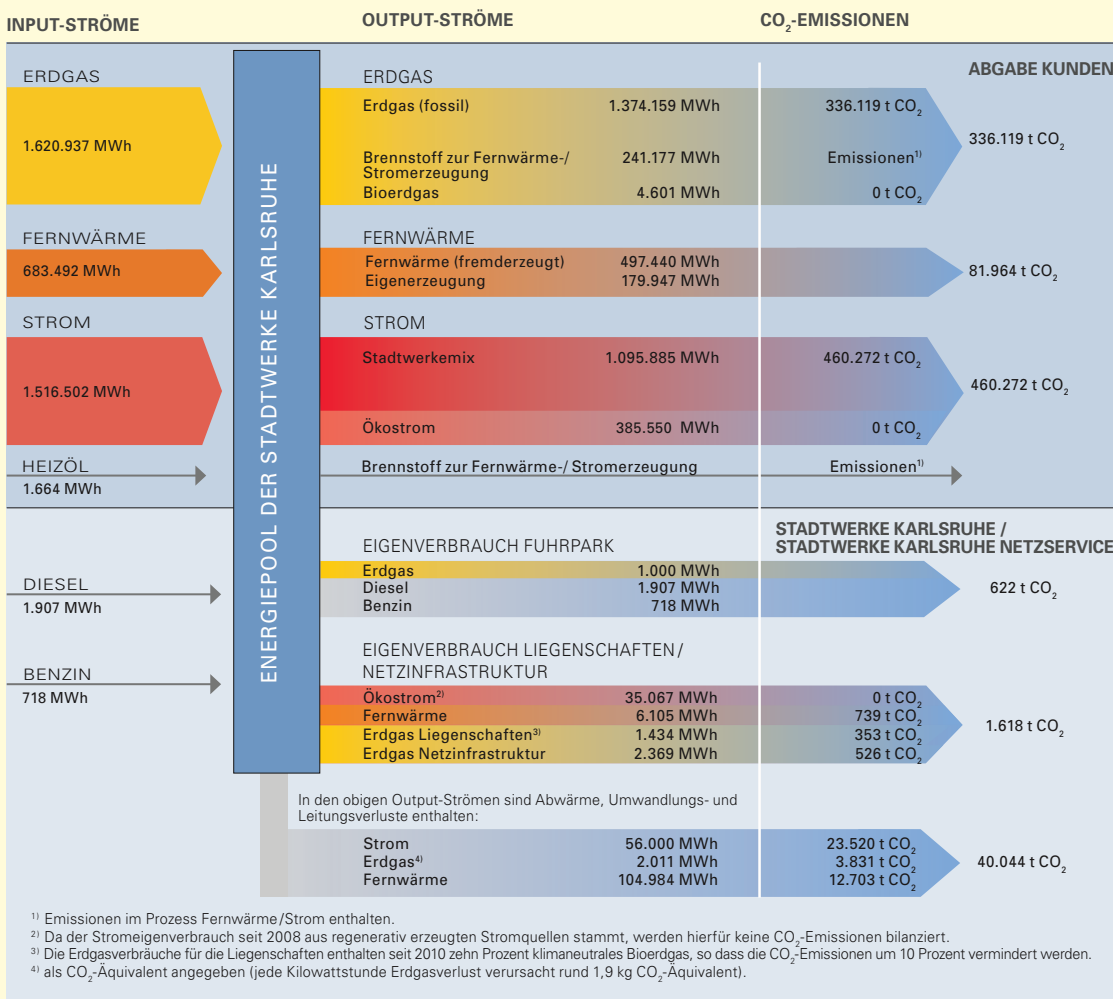 INPUT-STRÖME
OUTPUT-STRÖME
CO₂-EMISSIONEN
ABGABE KUNDEN
ENERGIEPOOL DER STADTWERKE KARLSRUHE
ERDGAS
1.620.937 MWh
ERDGAS
Erdgas (fossil) 1.374.159 MWh 336.119 t CO₂
336.119 t CO₂
Brennstoff zur Fernwärme-/
Stromerzeugung 241.177 MWh Emissionen¹⁾
Bioerdgas 4.601 MWh 0 t CO₂
FERNWÄRME
683.492 MWh
FERNWÄRME
Fernwärme (fremderzeugt) 497.440 MWh
Eigenerzeugung 179.947 MWh
81.964 t CO₂
STROM
1.516.502 MWh
STROM
Stadtwerkemix 1.095.885 MWh 460.272 t CO₂
460.272 t CO₂
Ökostrom 385.550 MWh 0 t CO₂
HEIZÖL
1.664 MWh
Brennstoff zur Fernwärme-/ Stromerzeugung Emissionen¹⁾
STADTWERKE KARLSRUHE /
STADTWERKE KARLSRUHE NETZSERVICE
DIESEL
1.907 MWh
EIGENVERBRAUCH FUHRPARK
Erdgas 1.000 MWh
Diesel 1.907 MWh
Benzin 718 MWh
622 t CO₂
BENZIN
718 MWh
EIGENVERBRAUCH LIEGENSCHAFTEN/
NETZINFRASTRUKTUR
Ökostrom²⁾ 35.067 MWh 0 t CO₂
Fernwärme 6.105 MWh 739 t CO₂
Erdgas Liegenschaften³⁾ 1.434 MWh 353 t CO₂
Erdgas Netzinfrastruktur 2.369 MWh 526 t CO₂
1.618 t CO₂
In den obigen Output-Strömen sind Abwärme, Umwandlungs- und
Leitungsverluste enthalten:
Strom 56.000 MWh 23.520 t CO₂
Erdgas⁴⁾ 2.011 MWh 3.831 t CO₂
Fernwärme 104.984 MWh 12.703 t CO₂
40.044 t CO₂
¹⁾ Emissionen im Prozess Fernwärme/Strom enthalten.
²⁾ Da der Stromeigenverbrauch seit 2008 aus regenerativ erzeugten Stromquellen stammt, werden hierfür keine CO₂-Emissionen bilanziert.
³⁾ Die Erdgasverbräuche für die Liegenschaften enthalten seit 2010 zehn Prozent klimaneutrales Bioerdgas, so dass die CO₂-Emissionen um 10 Prozent vermindert werden.
⁴⁾ als CO₂-Äquivalent angegeben (jede Kilowattstunde Erdgasverlust verursacht rund 1,9 kg CO₂-Äquivalent).